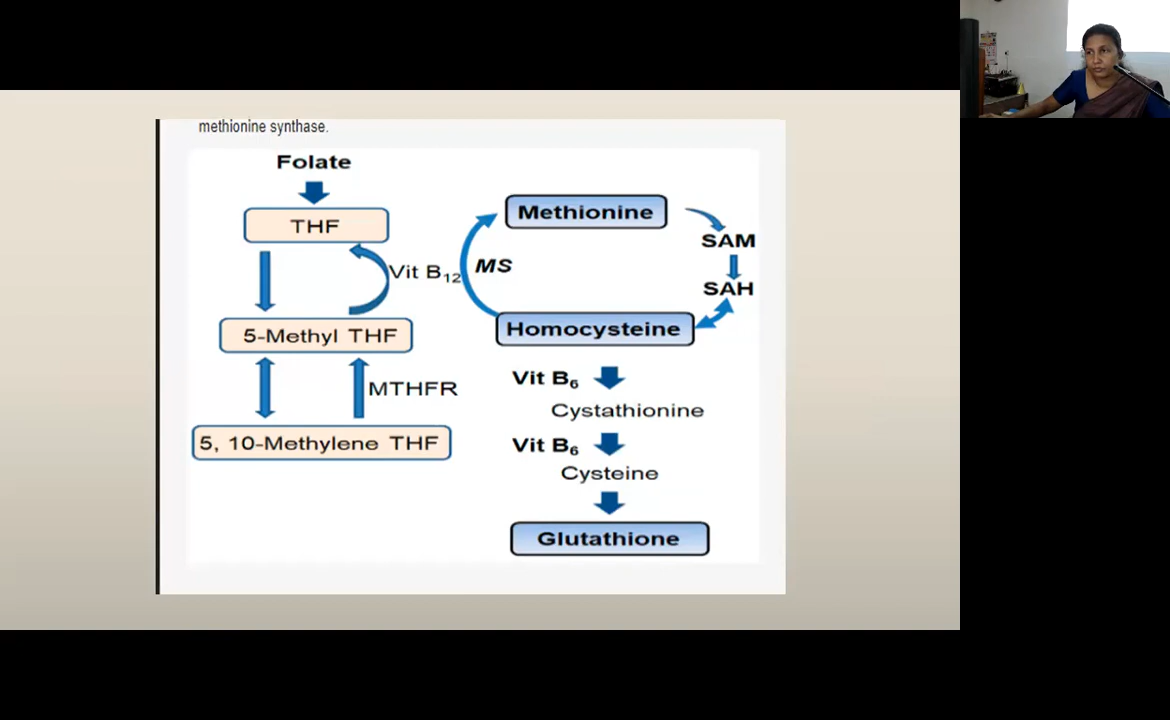 methionine synthase.
Folate
THF
Vit B12
5-Methyl THF
MTHFR
5, 10-Methylene THF
Methionine
SAM
MS
SAH
Homocysteine
Vit B6
Cystathionine
Vit B6
Cysteine
Glutathione